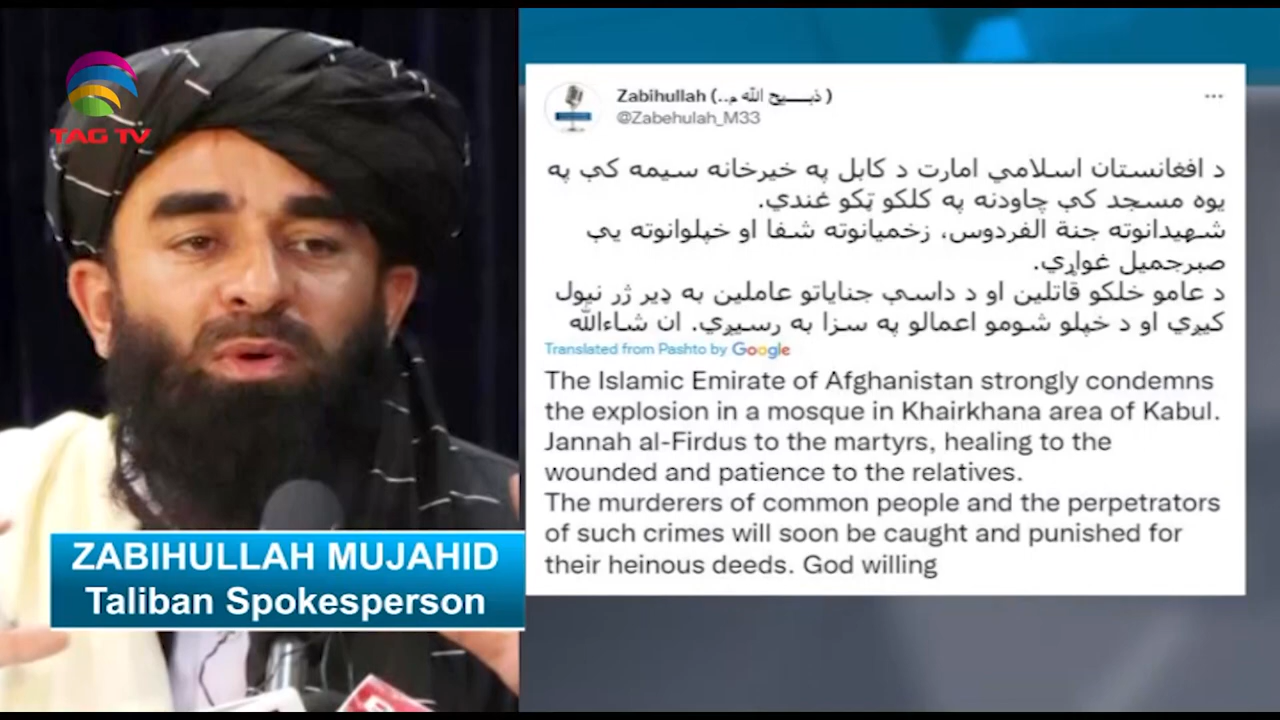 TAG TV
ZABIHULLAH MUJAHID
Taliban Spokesperson
Zabihullah (..ذبـــیح الله م )
@Zabehulah_M33
د افغانستان اسلامي امارت د کابل په خیرخانه سیمه کې په
یوه مسجد کې چاودنه په کلکو ټکو غندي.
شهیدانوته جنة الفردوس، زخمیانوته شفا او خپلوانوته یې
صبرجمیل غواړي.
د عامو خلکو قاتلین او د داسې جنایاتو عاملین به ډیر ژر نیول
کیږي او د خپلو شومو اعمالو په سزا به رسیږي. ان شاءالله
Translated from Pashto by Google
The Islamic Emirate of Afghanistan strongly condemns
the explosion in a mosque in Khairkhana area of Kabul.
Jannah al-Firdus to the martyrs, healing to the
wounded and patience to the relatives.
The murderers of common people and the perpetrators
of such crimes will soon be caught and punished for
their heinous deeds. God willing